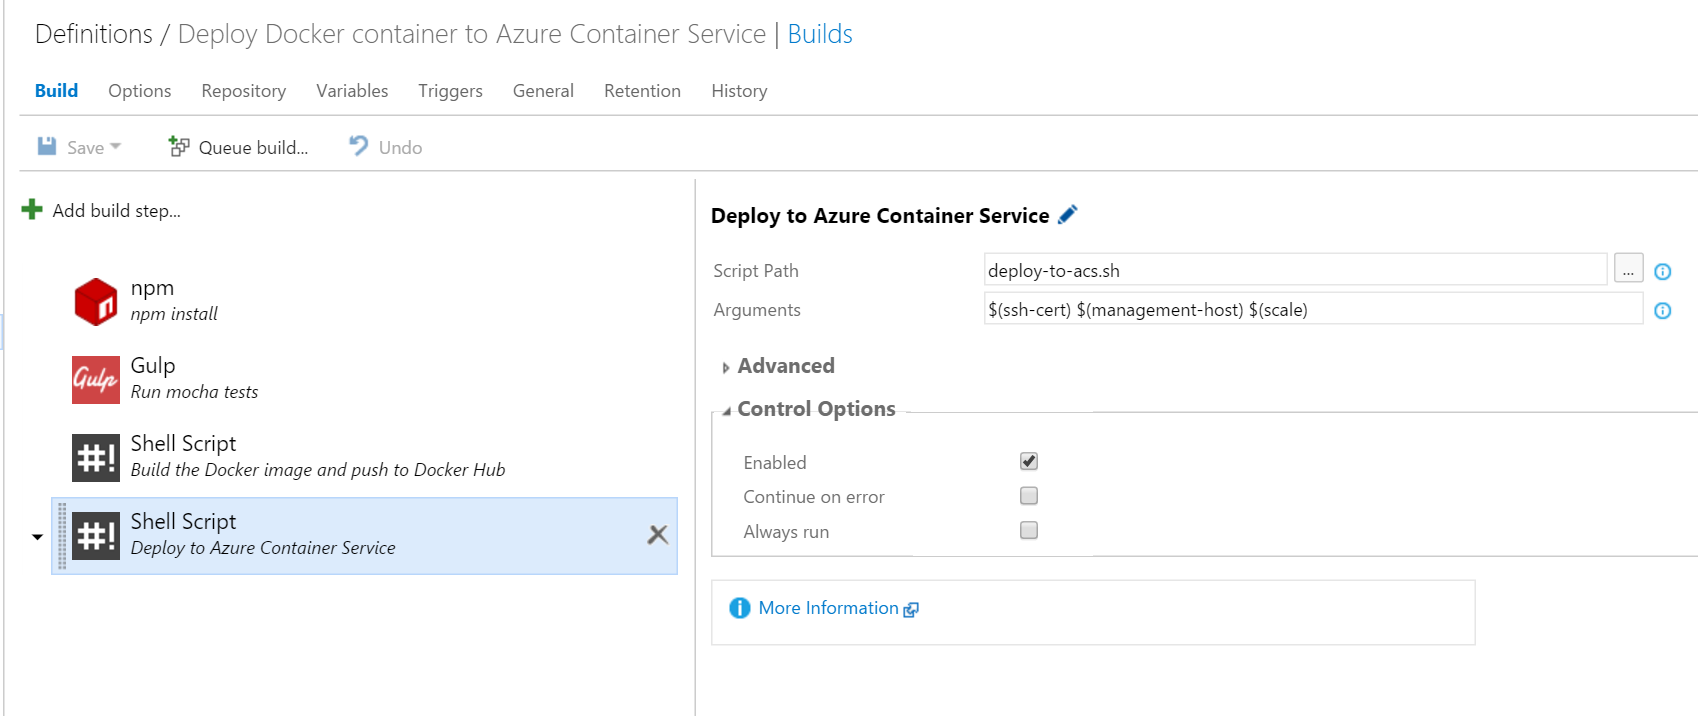 Definitions / Deploy Docker container to Azure Container Service | Builds
Build Options Repository Variables Triggers General Retention History
Save Queue build... Undo
Add build step...
npm
npm install
Gulp
Gulp
Run mocha tests
#!
Shell Script
Build the Docker image and push to Docker Hub
#!
Shell Script
Deploy to Azure Container Service
Deploy to Azure Container Service
Script Path deploy-to-acs.sh ...
Arguments $(ssh-cert) $(management-host) $(scale)
Advanced
Control Options
Enabled
Continue on error
Always run
More Information